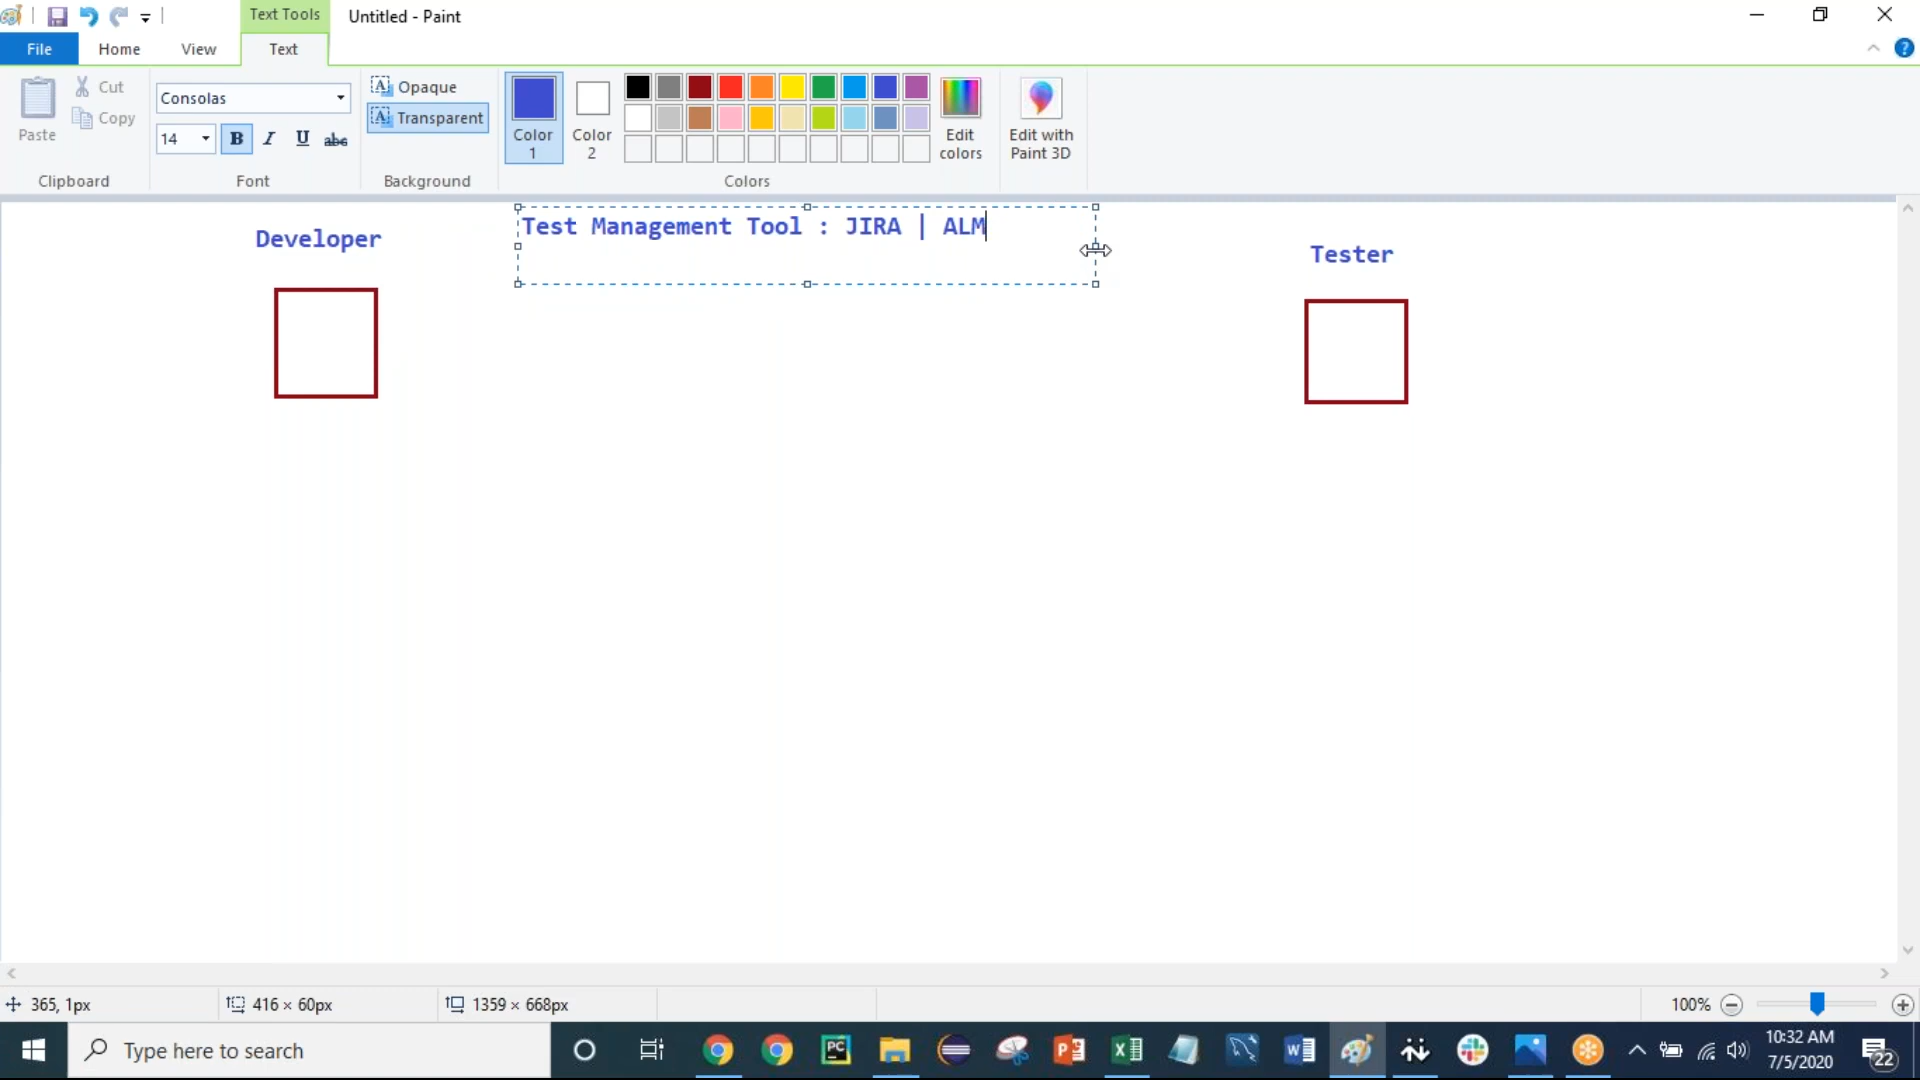 Text Tools
Untitled - Paint
File
Home
View
Text
Paste
Cut
Copy
Clipboard
Consolas
14
B
I
U
abc
Font
Opaque
Transparent
Background
Color
1
Color
2
Edit
colors
Colors
Edit with
Paint 3D
Developer
Test Management Tool : JIRA | ALM
Tester
365, 1px
416 × 60px
1359 × 668px
100%
Type here to search
10:32 AM
7/5/2020
22